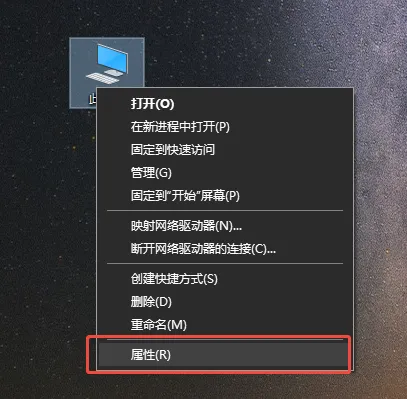 打开(O)
在新进程中打开(P)
固定到快速访问
管理(G)
固定到"开始"屏幕(P)
映射网络驱动器(N)...
断开网络驱动器的连接(C)...
创建快捷方式(S)
删除(D)
重命名(M)
属性(R)